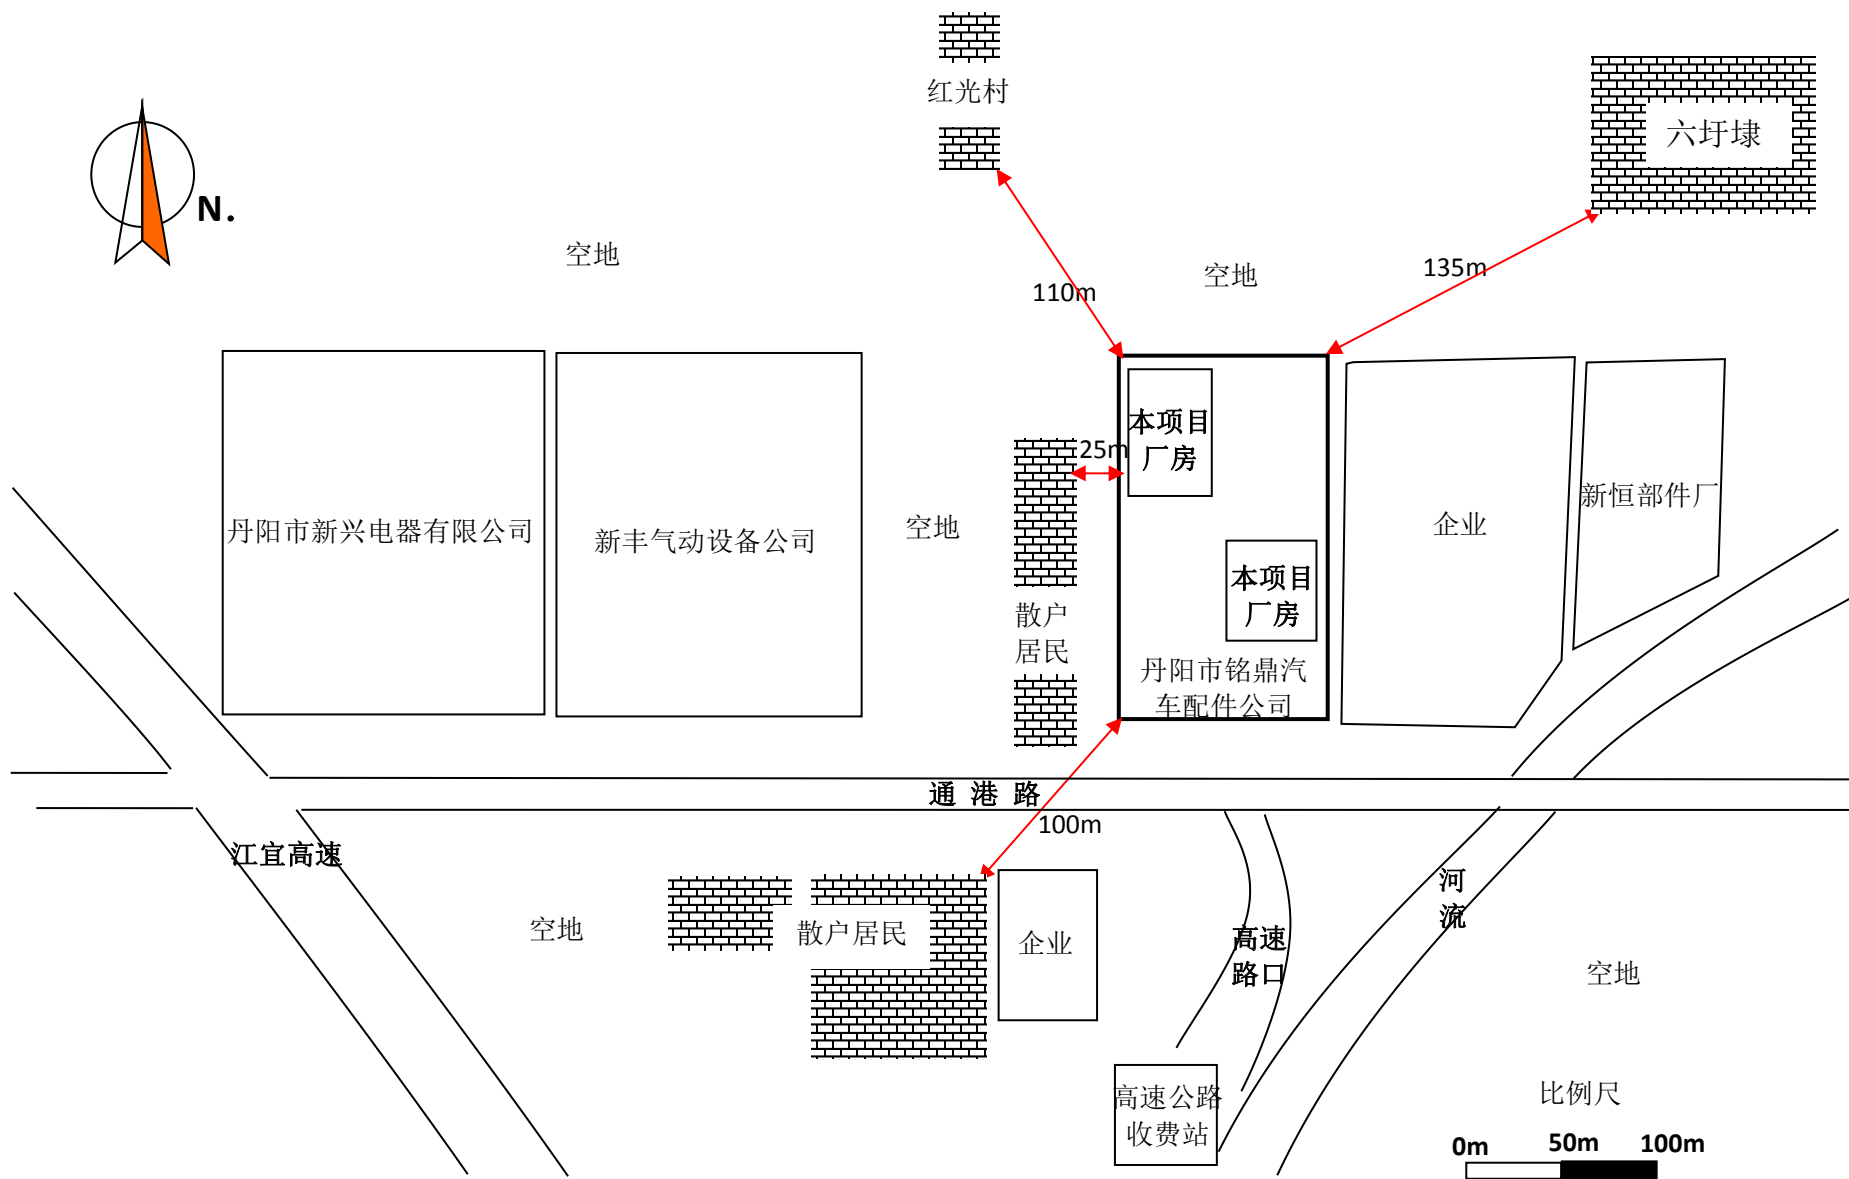 红光村
六圩埭
N.
空地
空地
135m
110m
本项目
厂房
25m
丹阳市新兴电器有限公司
新丰气动设备公司
空地
企业
新恒部件厂
本项目
厂房
散户
居民
丹阳市铭鼎汽
车配件公司
通 港 路
100m
江宜高速
河
流
空地
散户居民
企业
高速
路口
空地
高速公路
收费站
比例尺
0m 50m 100m